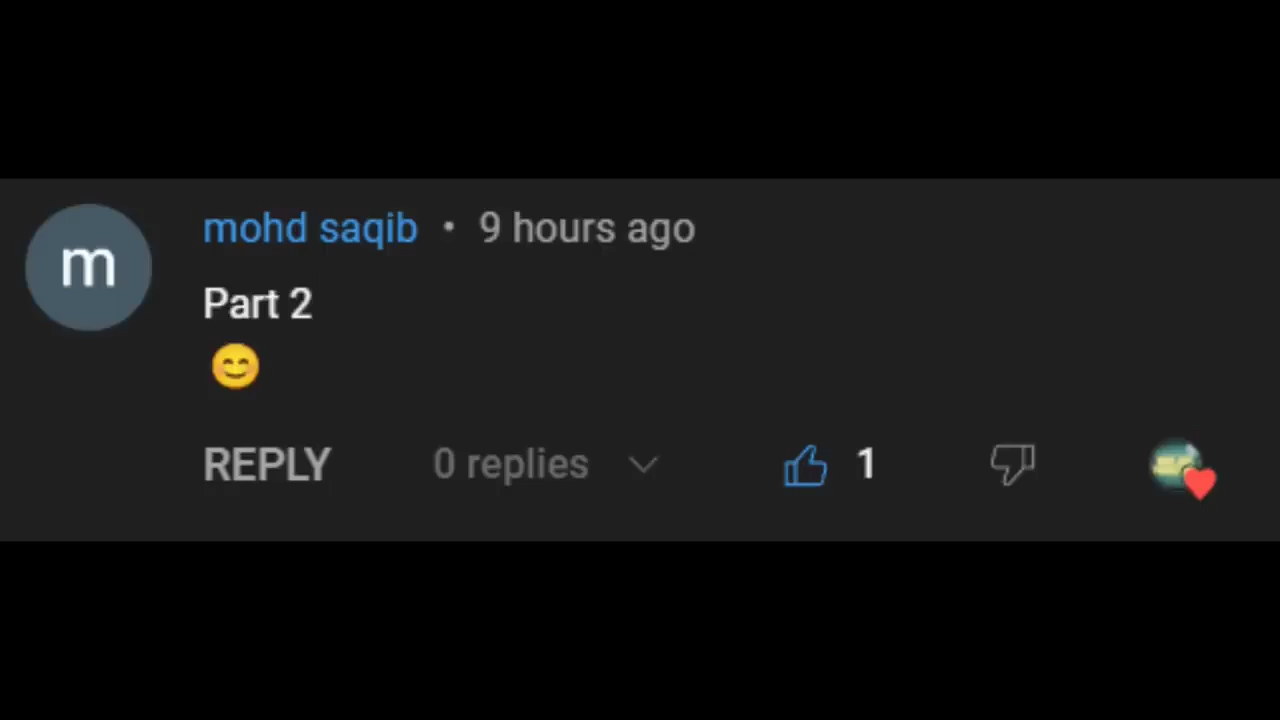 m
mohd saqib • 9 hours ago
Part 2
😊
REPLY 0 replies 1